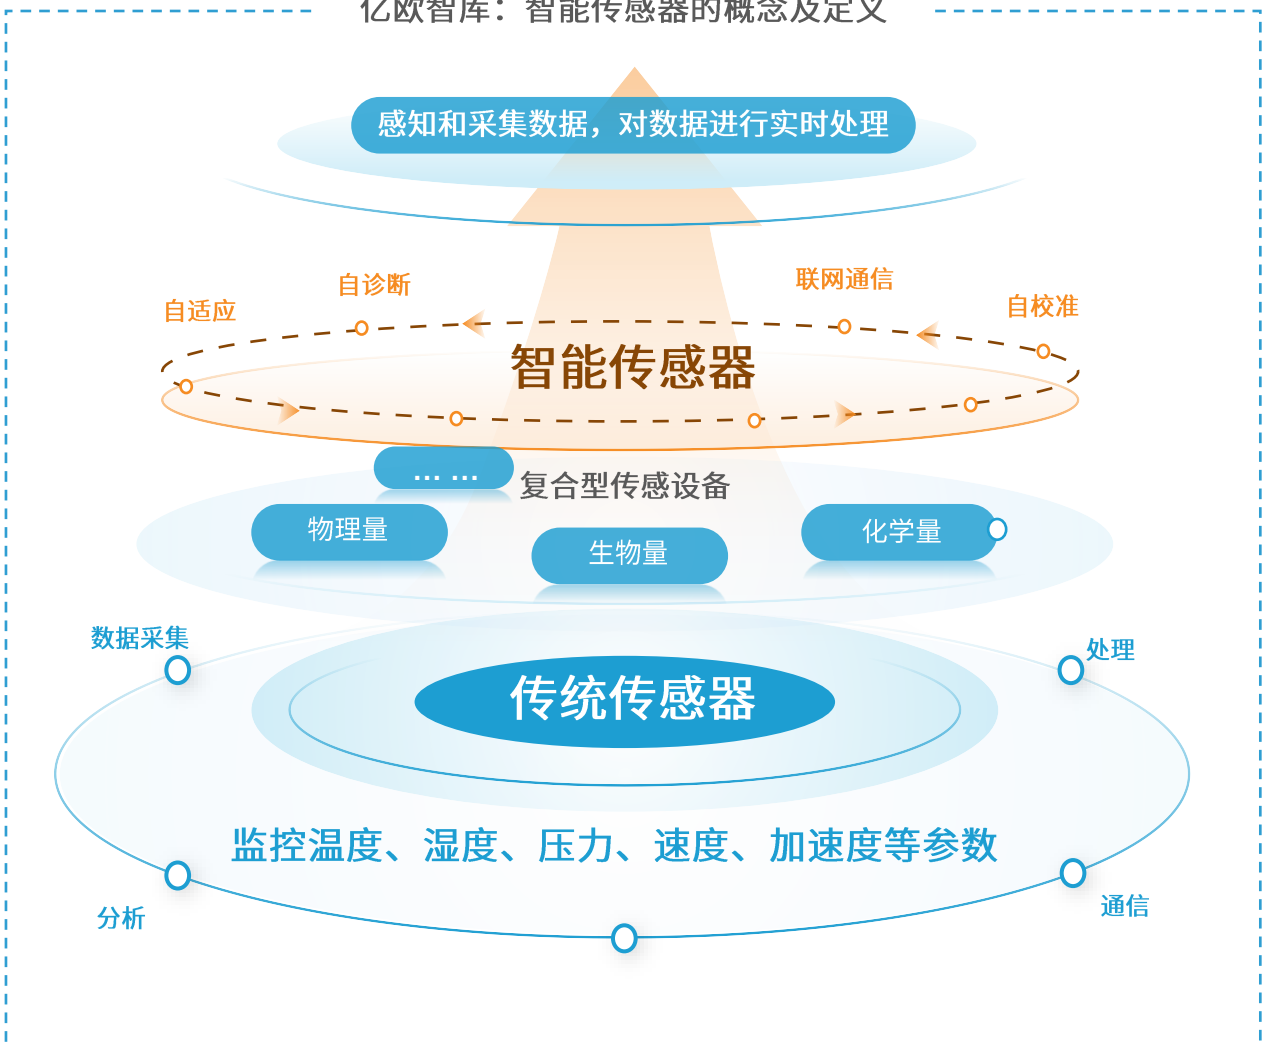 亿欧智库：智能传感器的概念及定义
感知和采集数据，对数据进行实时处理
联网通信
自诊断
自校准
自适应
智能传感器
... ...
复合型传感设备
物理量
化学量
生物量
数据采集
处理
传统传感器
监控温度、湿度、压力、速度、加速度等参数
通信
分析